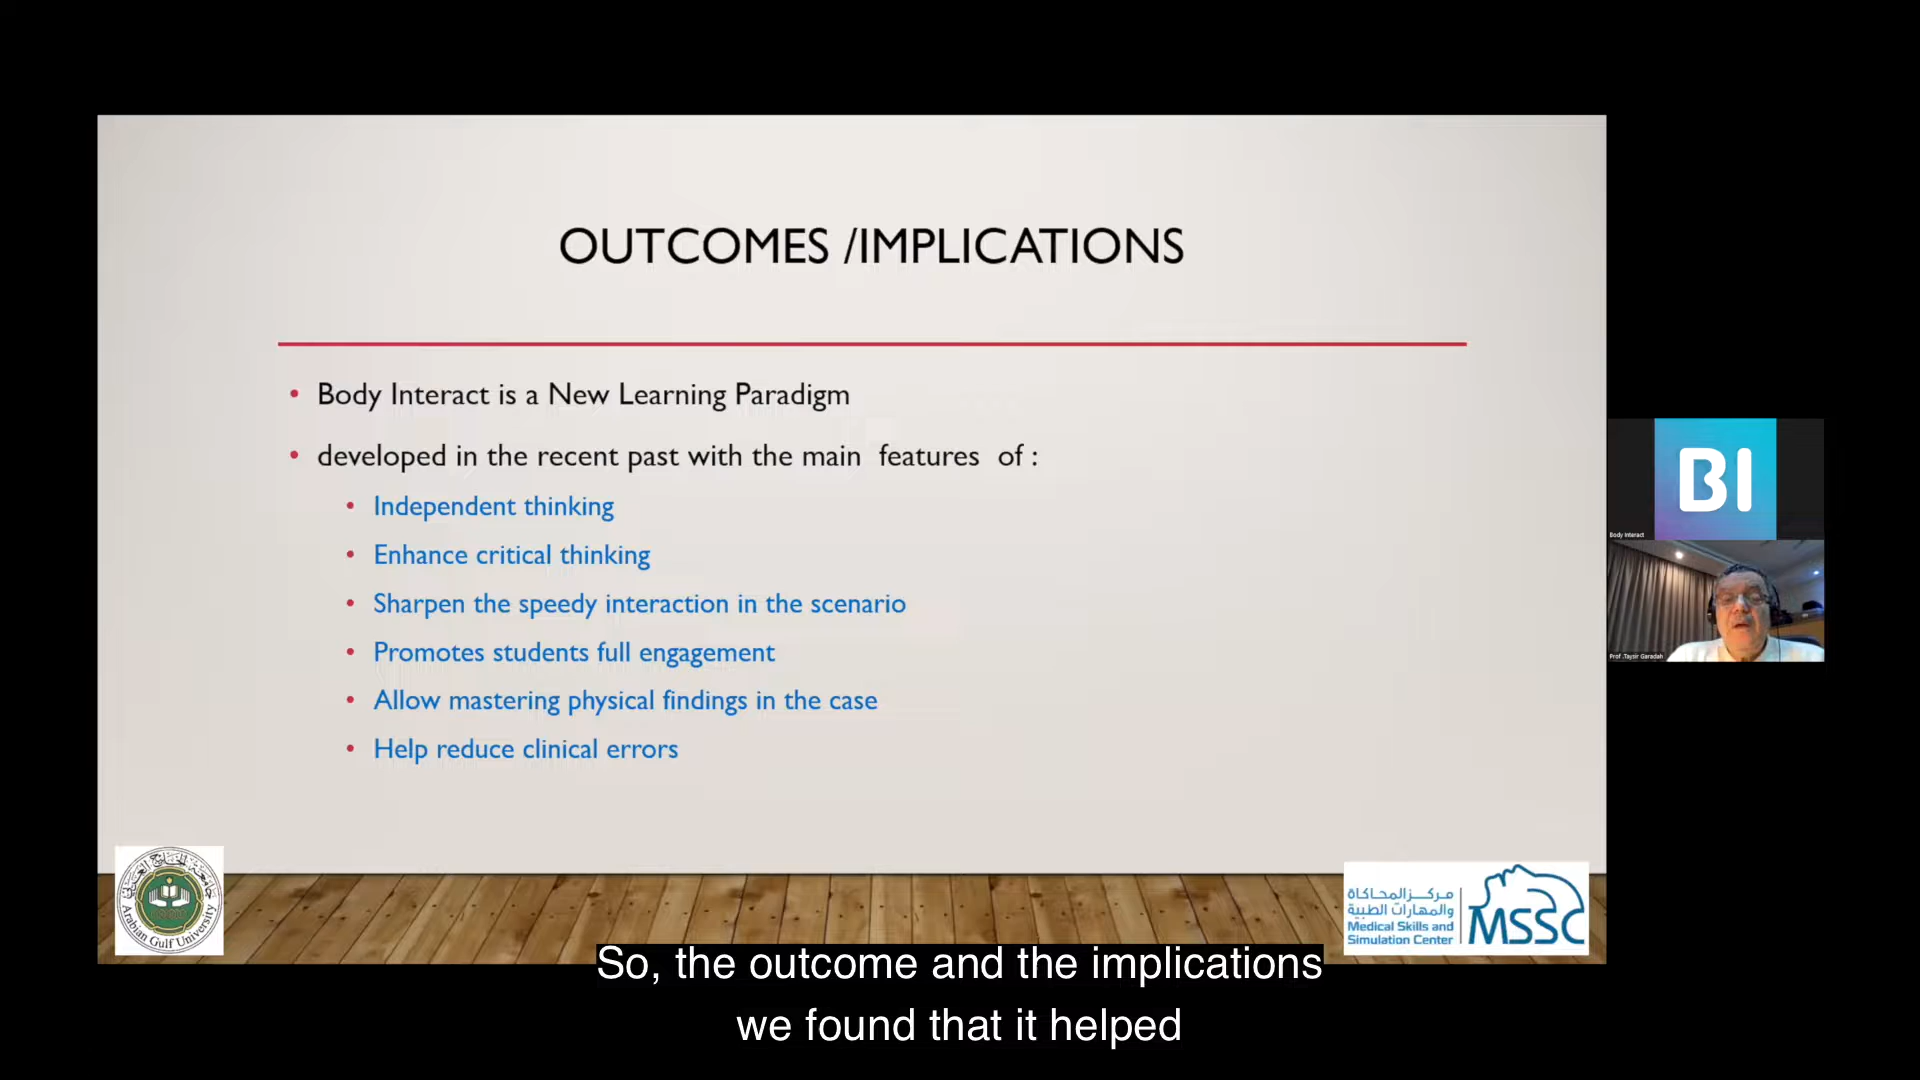 OUTCOMES /IMPLICATIONS
• Body Interact is a New Learning Paradigm
• developed in the recent past with the main features of :
• Independent thinking
• Enhance critical thinking
• Sharpen the speedy interaction in the scenario
• Promotes students full engagement
• Allow mastering physical findings in the case
• Help reduce clinical errors
BI
Body Interact
Prof .Taysir Garadah
Arabian Gulf University
مركز المحاكاة
والمهارات الطبية
Medical Skills and
Simulation Center
MSSC
So, the outcome and the implications
we found that it helped